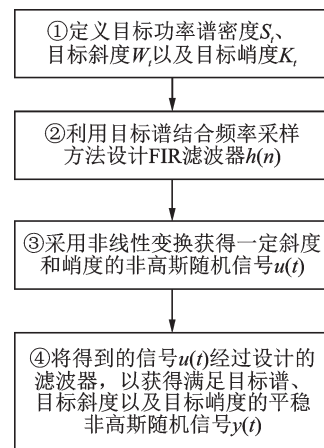 ①定义目标功率谱密度Sₜ、
目标斜度Wₜ以及目标峭度Kₜ
②利用目标谱结合频率采样
方法设计FIR滤波器h(n)
③采用非线性变换获得一定斜度
和峭度的非高斯随机信号u(t)
④将得到的信号u(t)经过设计的
滤波器，以获得满足目标谱、
目标斜度以及目标峭度的平稳
非高斯随机信号y(t)